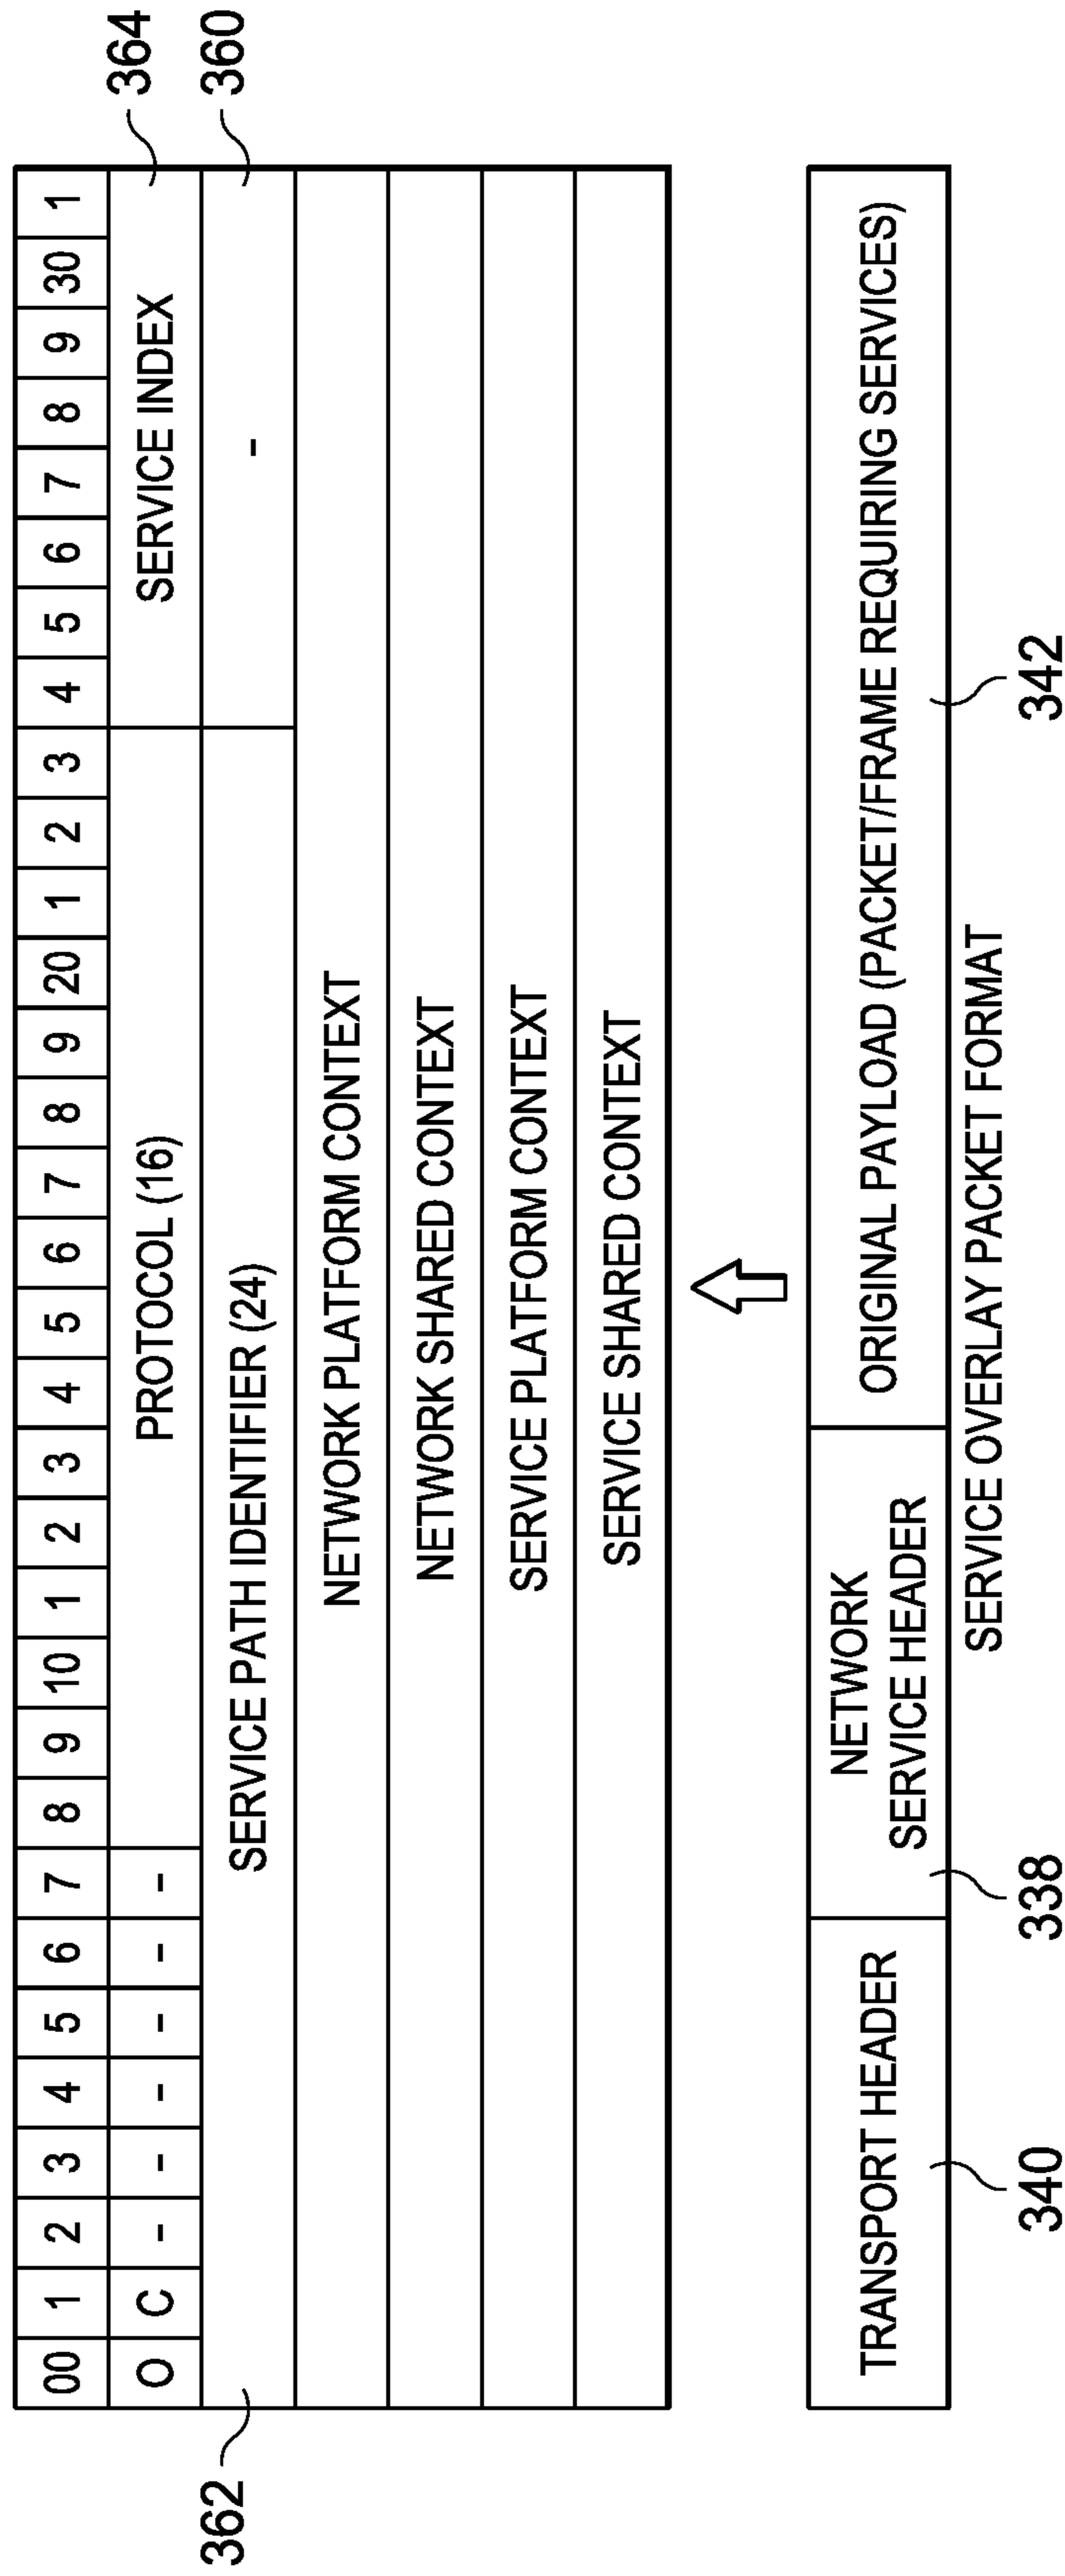 00 1 2 3 4 5 6 7 8 9 10 1 2 3 4 5 6 7 8 9 20 1 2 3 4 5 6 7 8 9 30 1
O C - - - - - - PROTOCOL (16) SERVICE INDEX 364
362 SERVICE PATH IDENTIFIER (24) - 360
NETWORK PLATFORM CONTEXT
NETWORK SHARED CONTEXT
SERVICE PLATFORM CONTEXT
SERVICE SHARED CONTEXT
TRANSPORT HEADER
NETWORK
SERVICE HEADER
ORIGINAL PAYLOAD (PACKET/FRAME REQUIRING SERVICES)
SERVICE OVERLAY PACKET FORMAT
340 338 342